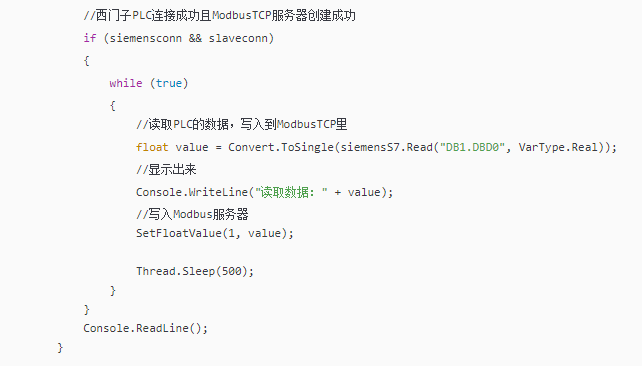 //西门子PLC连接成功且ModbusTCP服务器创建成功
if (siemensconn && slaveconn)
{
while (true)
{
//读取PLC的数据，写入到ModbusTCP里
float value = Convert.ToSingle(siemensS7.Read("DB1.DBD0", VarType.Real));
//显示出来
Console.WriteLine("读取数据：" + value);
//写入Modbus服务器
SetFloatValue(1, value);
Thread.Sleep(500);
}
}
Console.ReadLine();
}